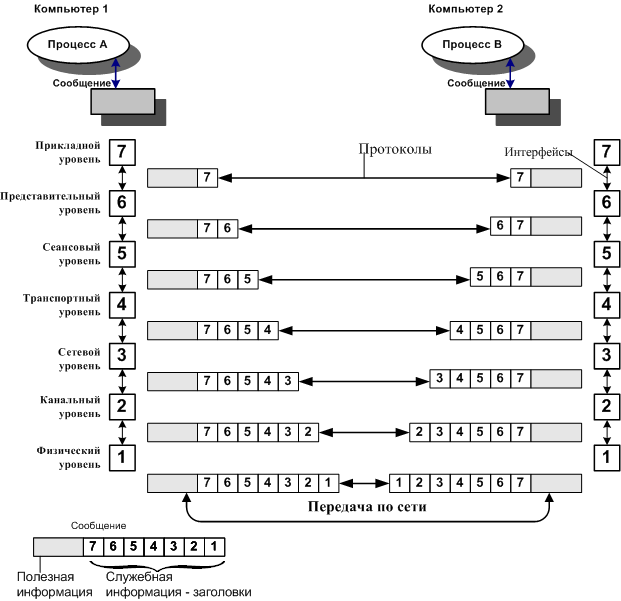 Компьютер 1
Компьютер 2
Процесс А
Процесс В
Сообщение
Сообщение
Прикладной
уровень
7
Протоколы
Интерфейсы
7
7
7
Представительный
уровень
6
6
7 6
6 7
Сеансовый
уровень
5
5
7 6 5
5 6 7
Транспортный
уровень
4
4
7 6 5 4
4 5 6 7
Сетевой
уровень
3
3
7 6 5 4 3
3 4 5 6 7
Канальный
уровень
2
2
7 6 5 4 3 2
2 3 4 5 6 7
Физический
уровень
1
1
7 6 5 4 3 2 1
1 2 3 4 5 6 7
Передача по сети
Сообщение
7 6 5 4 3 2 1
Полезная
информация
Служебная
информация - заголовки